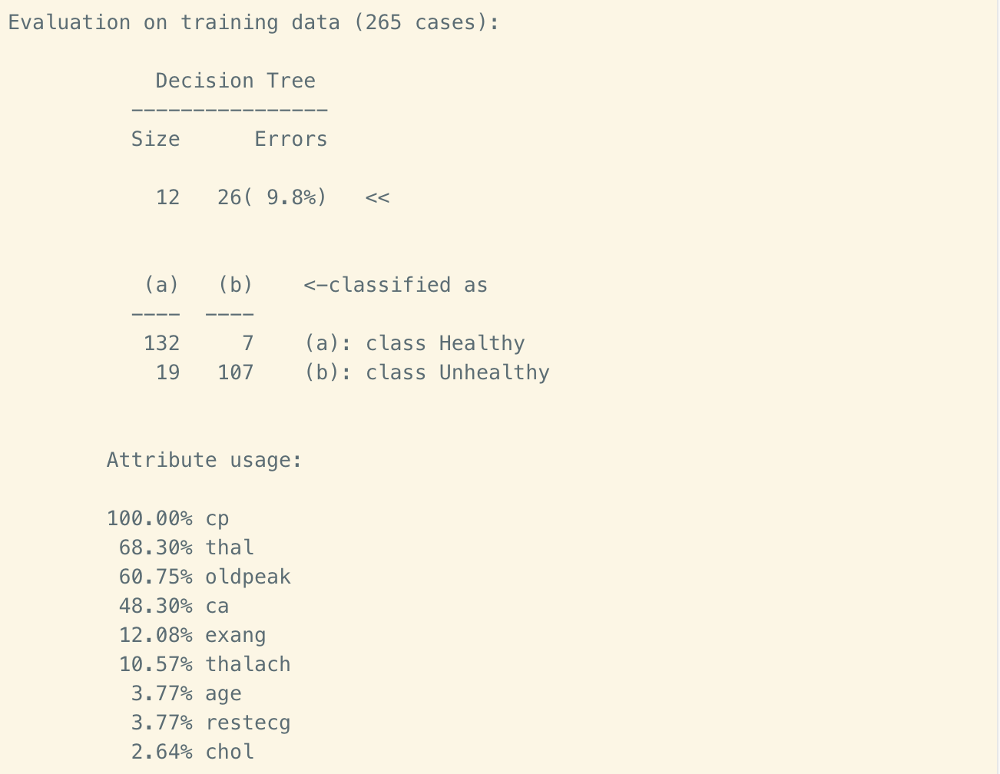 Evaluation on training data (265 cases):
Decision Tree
----------------
Size      Errors
12   26( 9.8%)   <<
(a)   (b)    <-classified as
----  ----
132     7    (a): class Healthy
19   107    (b): class Unhealthy
Attribute usage:
100.00% cp
68.30% thal
60.75% oldpeak
48.30% ca
12.08% exang
10.57% thalach
3.77% age
3.77% restecg
2.64% chol